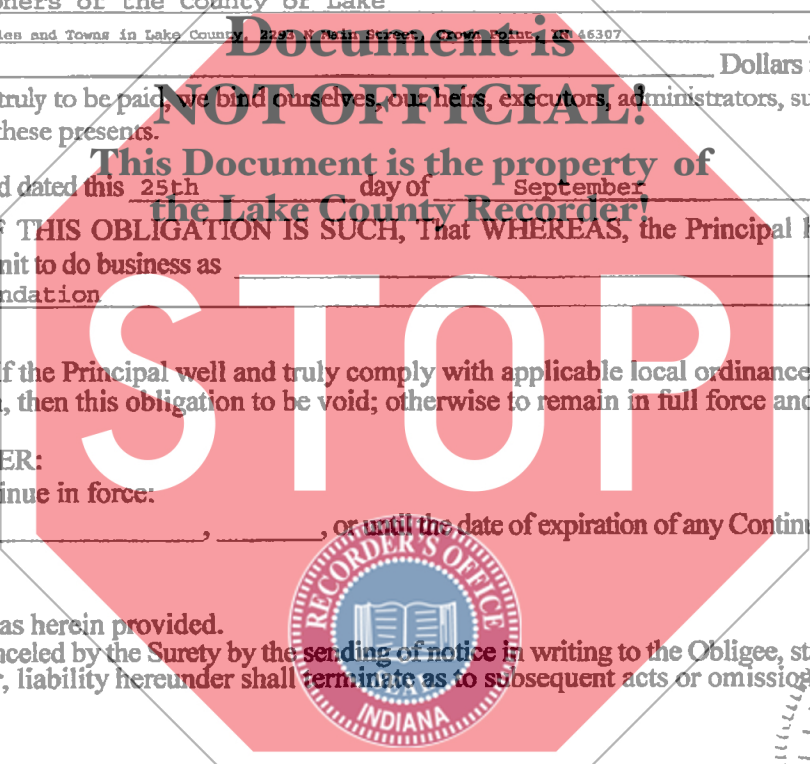 ners of the County of Lake
ies and Towns in Lake County, 2293 N Main Street, Crown Point, IN 46307
Document is
Dollars
NOT OFFICIAL!
truly to be paid, we bind ourselves, our heirs, executors, administrators, su
these presents.
This Document is the property of
d dated this 25th day of September
the Lake County Recorder!
F THIS OBLIGATION IS SUCH, That WHEREAS, the Principal h
mit to do business as
ndation
STOP
if the Principal well and truly comply with applicable local ordinance
, then this obligation to be void; otherwise to remain in full force and
ER:
inue in force:
, , or until the date of expiration of any Continu
RECORDER'S OFFICE
as herein provided.
nceled by the Surety by the sending of notice in writing to the Obligee, st
, liability hereunder shall terminate as to subsequent acts or omission
INDIANA